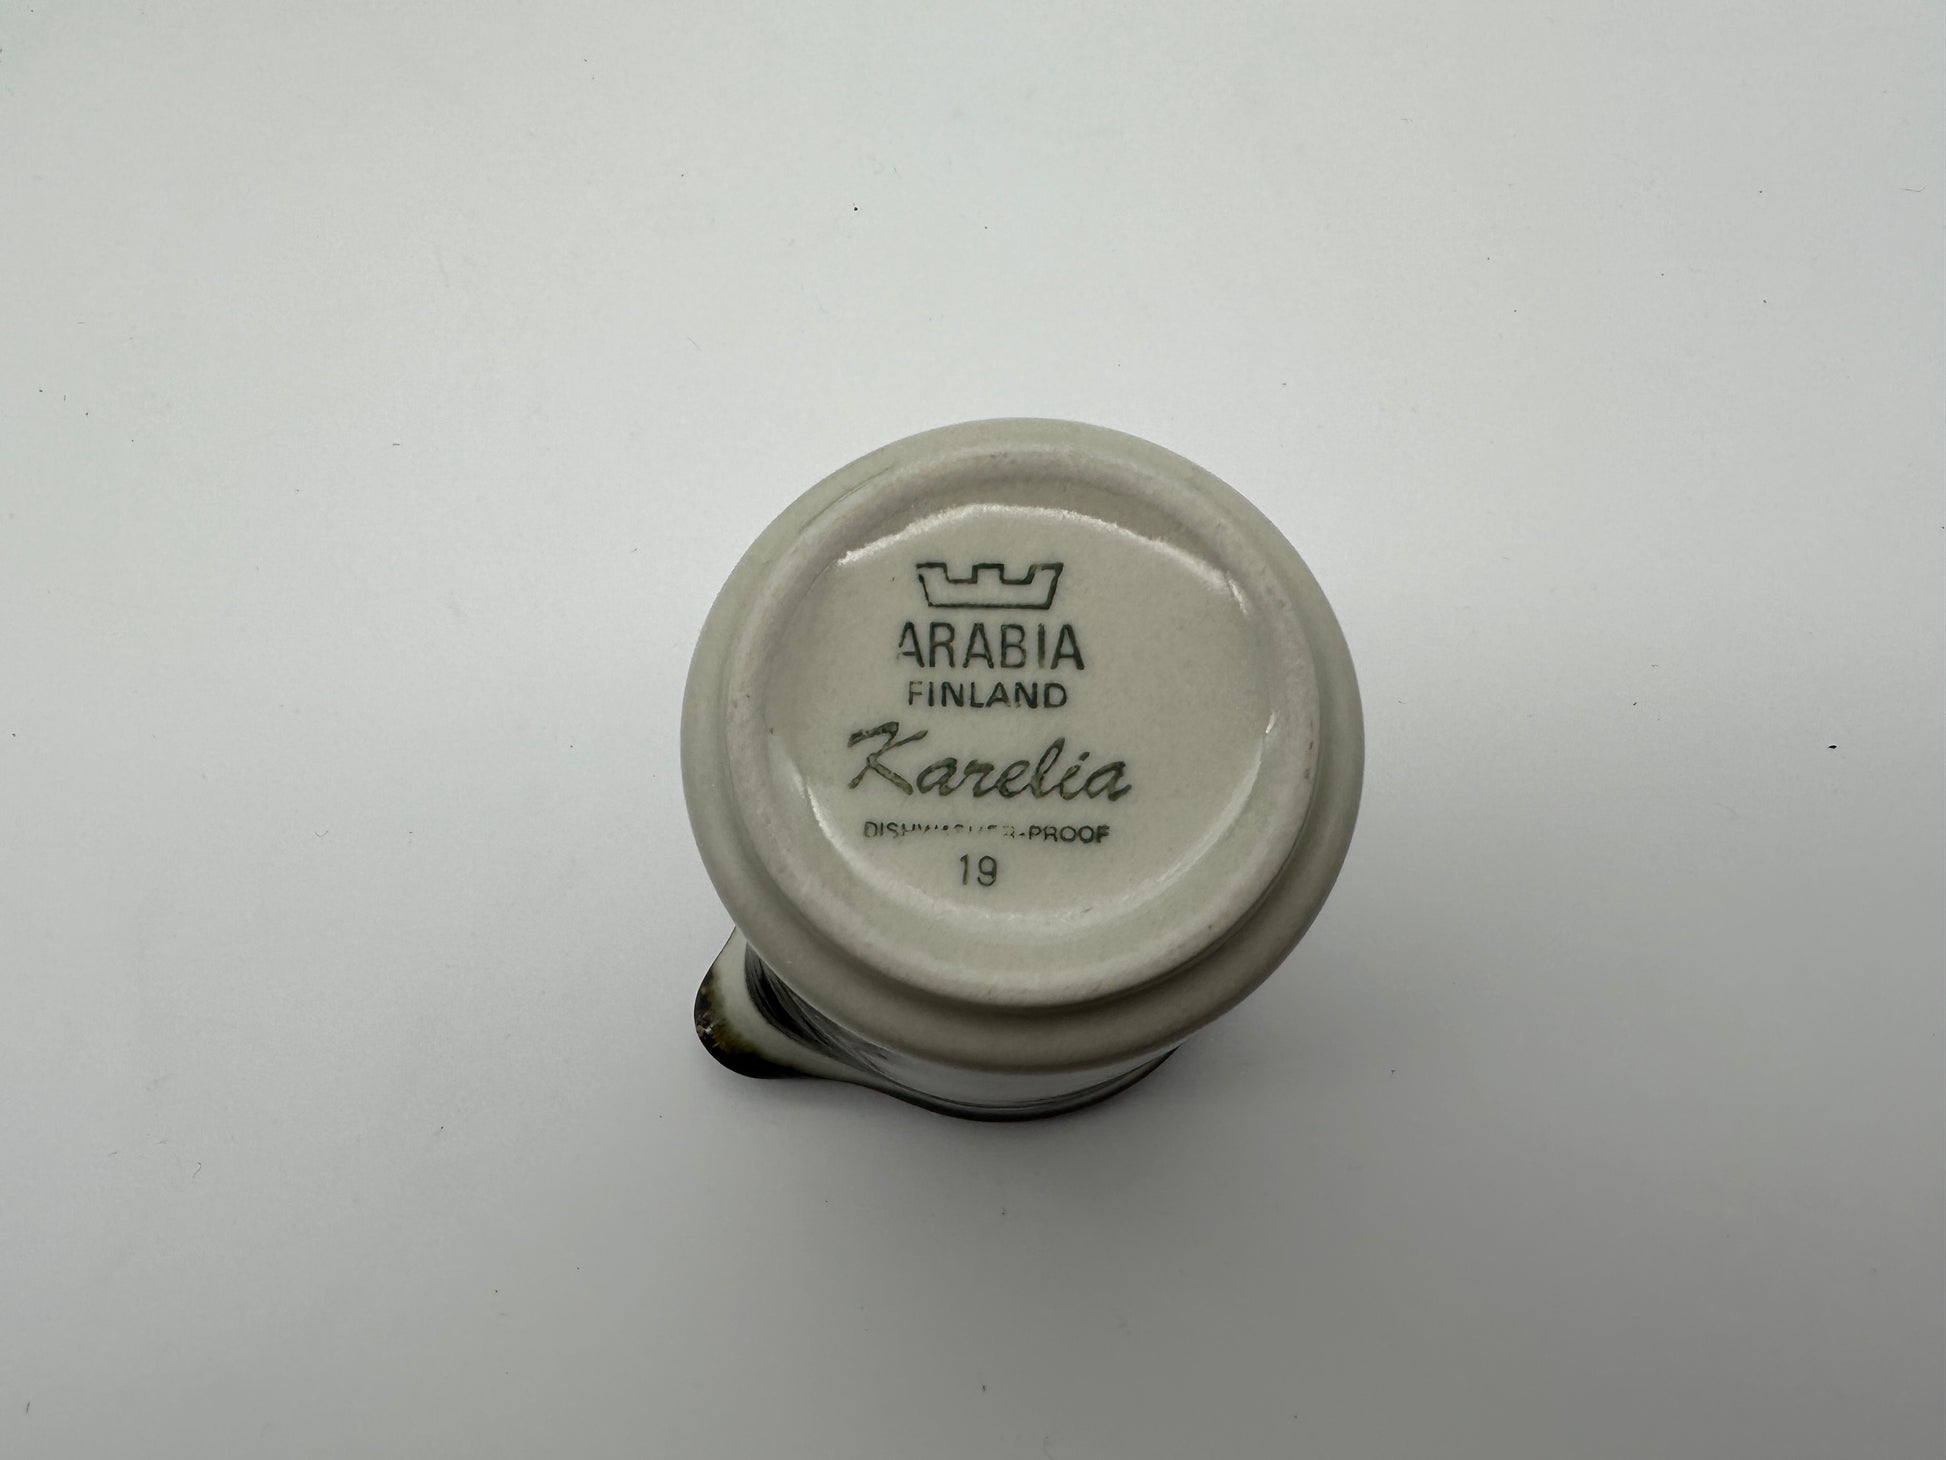 ARABIA
FINLAND
Karelia
DISHWASHER-PROOF
19